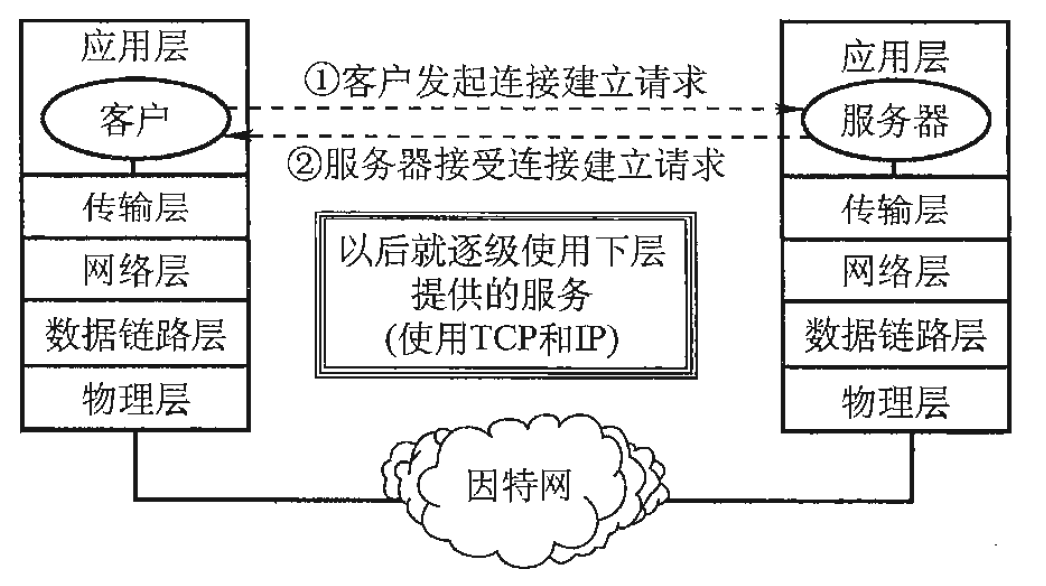 应用层
客户
传输层
网络层
数据链路层
物理层
①客户发起连接建立请求
②服务器接受连接建立请求
以后就逐级使用下层
提供的服务
(使用TCP和IP)
因特网
应用层
服务器
传输层
网络层
数据链路层
物理层